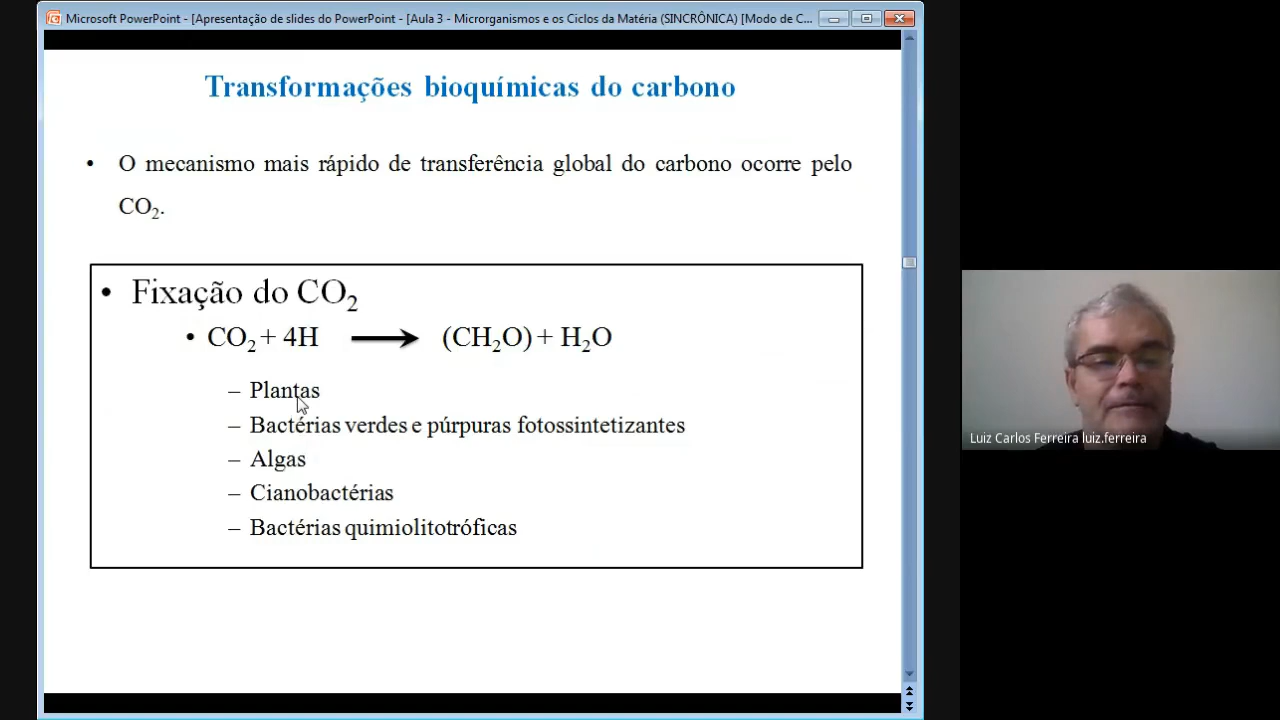 Microsoft PowerPoint - [Apresentação de slides do PowerPoint - [Aula 3 - Microrganismos e os Ciclos da Matéria (SINCRÔNICA) [Modo de C...
Transformações bioquímicas do carbono
• O mecanismo mais rápido de transferência global do carbono ocorre pelo
CO₂.
• Fixação do CO₂
• CO₂ + 4H → (CH₂O) + H₂O
– Plantas
– Bactérias verdes e púrpuras fotossintetizantes
– Algas
– Cianobactérias
– Bactérias quimiolitotróficas
Luiz Carlos Ferreira luiz.ferreira